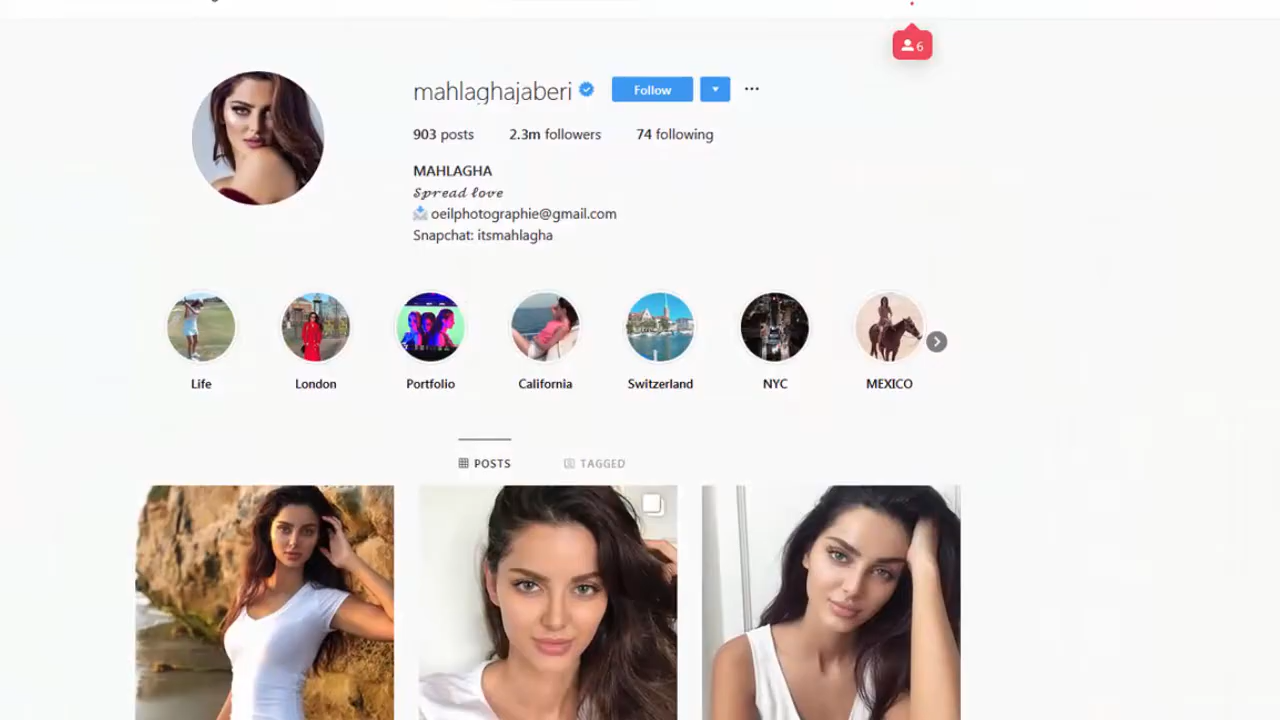 6
mahlaghajaberi Follow
903 posts 2.3m followers 74 following
MAHLAGHA
𝓢𝓹𝓻𝓮𝓪𝓭 𝓵𝓸𝓿𝓮
oeilphotographie@gmail.com
Snapchat: itsmahlagha
Life London Portfolio California Switzerland NYC MEXICO
POSTS TAGGED